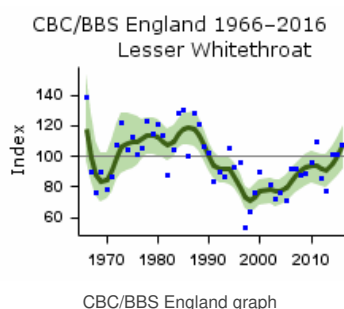 CBC/BBS England 1966–2016
Lesser Whitethroat
140
120
100
80
60
Index
1970 1980 1990 2000 2010
CBC/BBS England graph